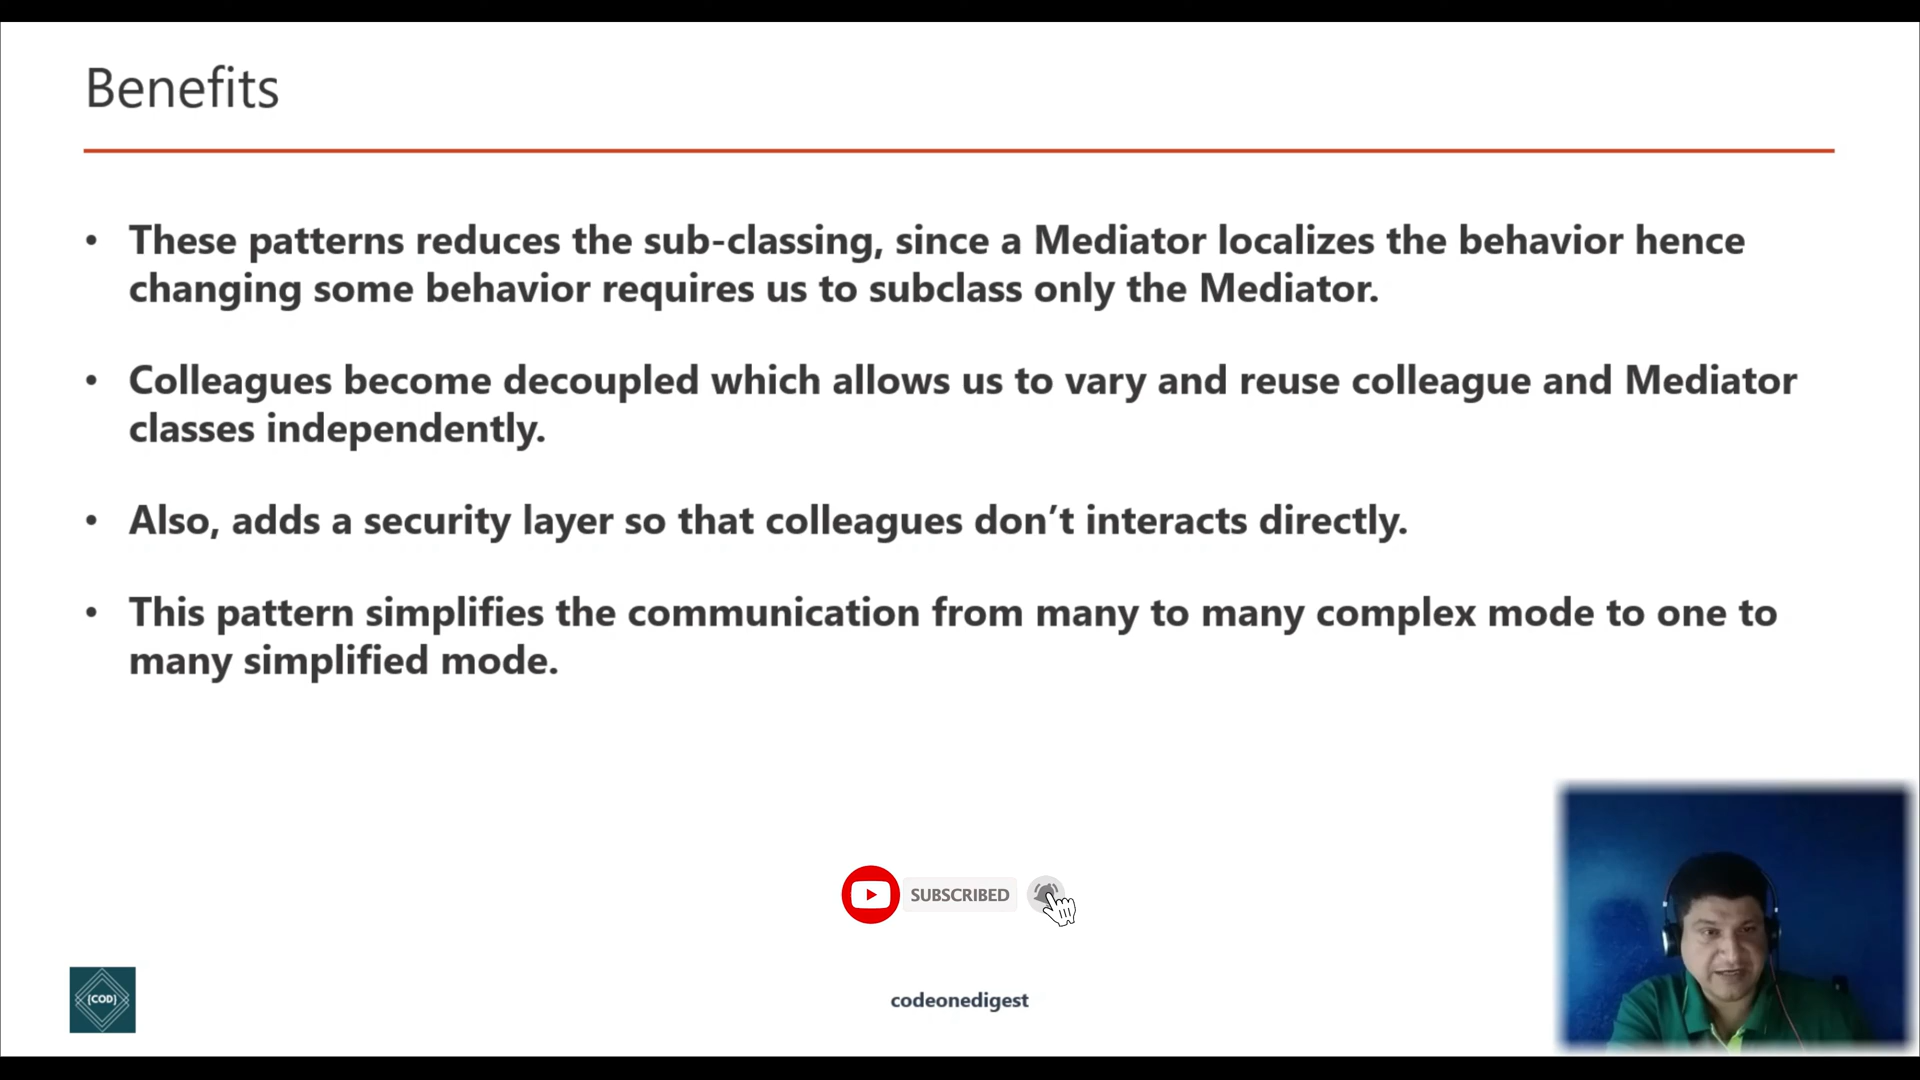 Benefits
• These patterns reduces the sub-classing, since a Mediator localizes the behavior hence
changing some behavior requires us to subclass only the Mediator.
• Colleagues become decoupled which allows us to vary and reuse colleague and Mediator
classes independently.
• Also, adds a security layer so that colleagues don’t interacts directly.
• This pattern simplifies the communication from many to many complex mode to one to
many simplified mode.
SUBSCRIBED
{COD}
codeonedigest